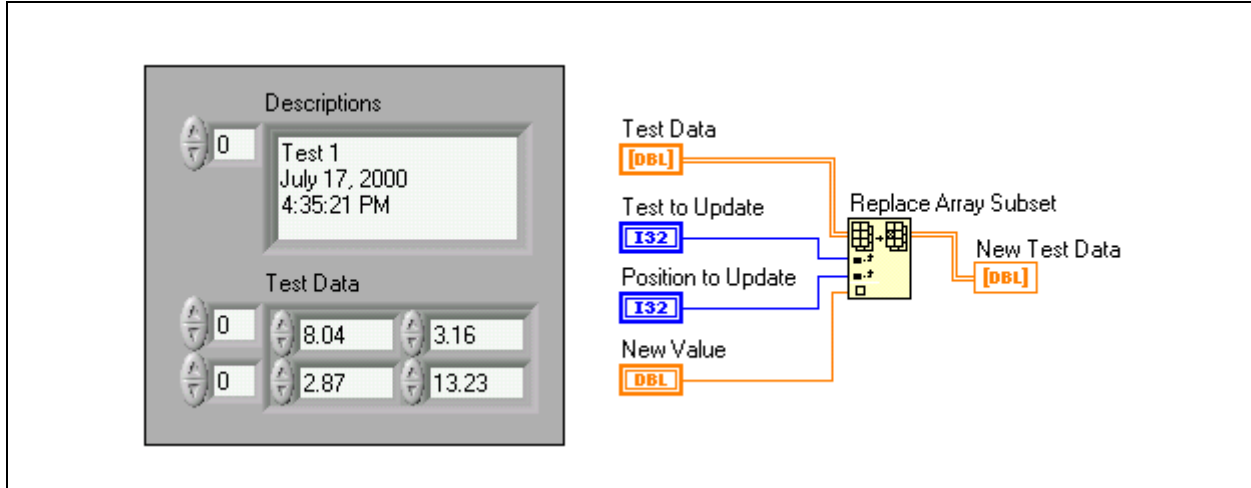 Descriptions
0
Test 1
July 17, 2000
4:35:21 PM
Test Data
0
8.04
3.16
0
2.87
13.23
Test Data
[DBL]
Test to Update
I32
Position to Update
I32
New Value
DBL
Replace Array Subset
New Test Data
[DBL]